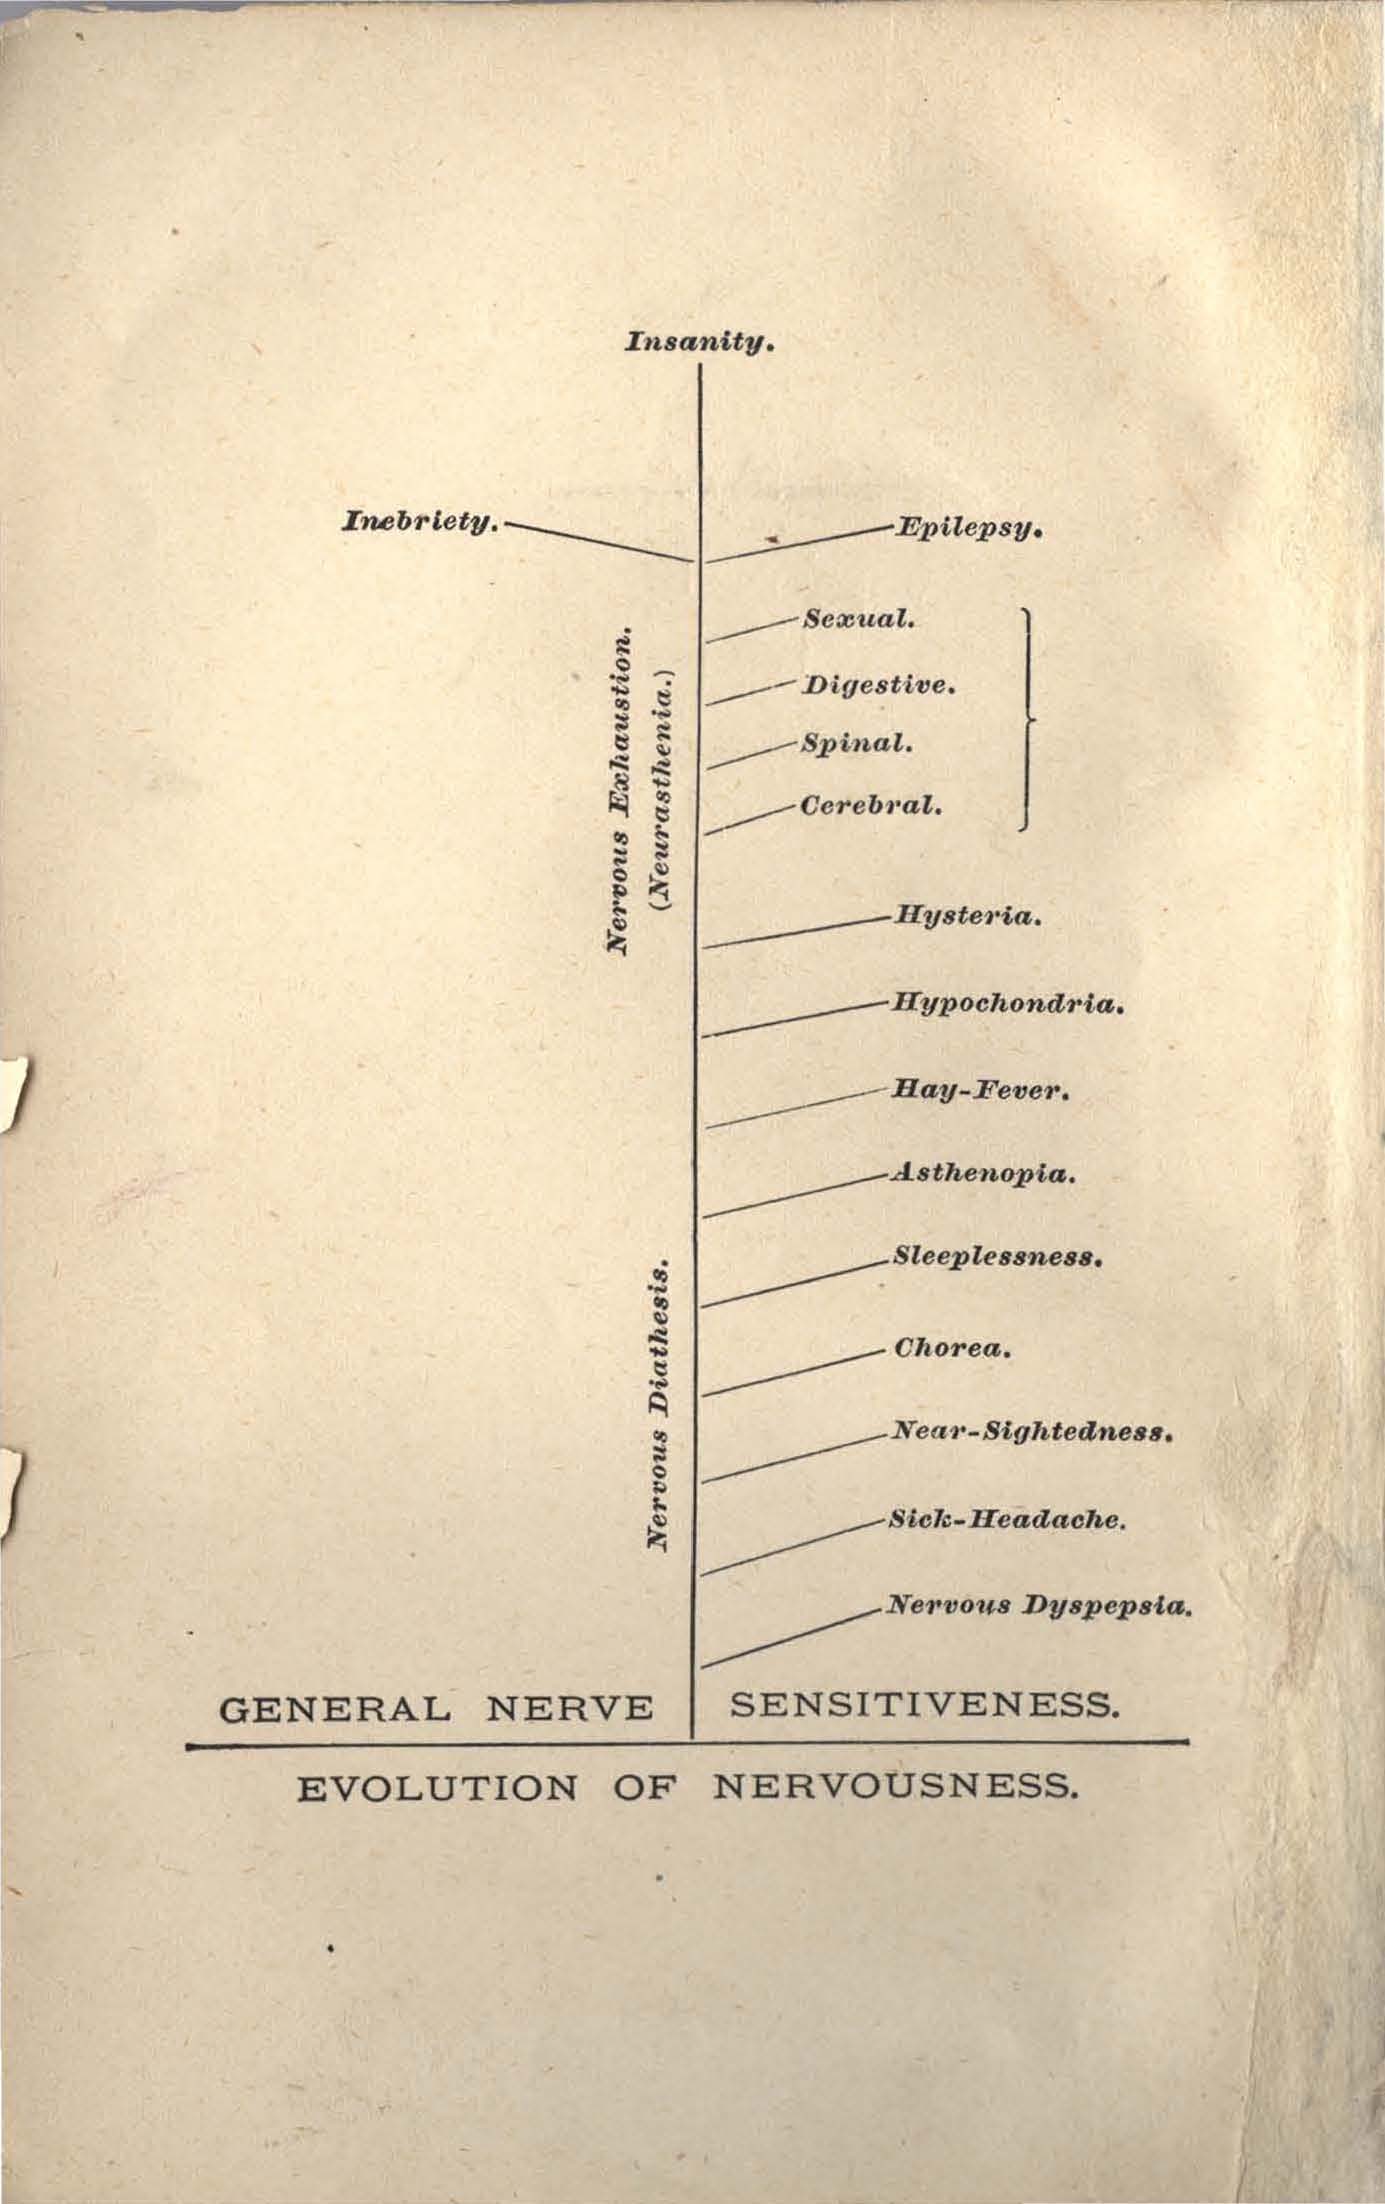 Insanity.
Inebriety.
Epilepsy.
Sexual.
Digestive.
Spinal.
Cerebral.
Nervous Exhaustion.
(Neurasthenia.)
Hysteria.
Hypochondria.
Hay-Fever.
Asthenopia.
Sleeplessness.
Chorea.
Near-Sightedness.
Sick-Headache.
Nervous Dyspepsia.
Nervous Diathesis.
GENERAL NERVE SENSITIVENESS.
EVOLUTION OF NERVOUSNESS.